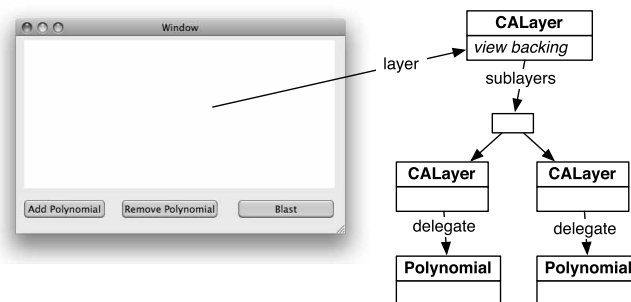 Window
Add Polynomial
Remove Polynomial
Blast
layer
CALayer
view backing
sublayers
CALayer
CALayer
delegate
delegate
Polynomial
Polynomial